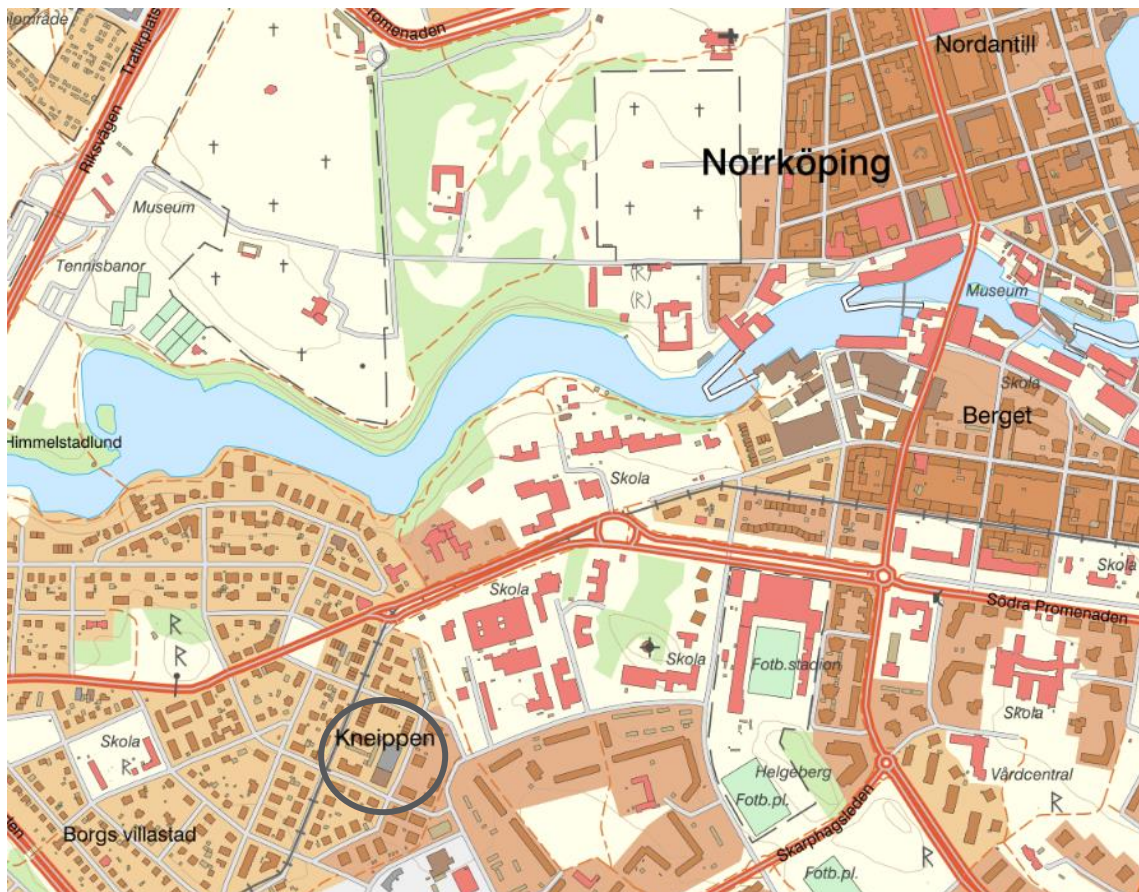 område
Trafikplats
Promenaden
Nordantill
Riksvägen
Norrköping
Museum
Tennisbanor
(R)
(R)
Museum
Skola
Berget
Himmelstadlund
Skola
Skola
Skola
Södra Promenaden
R
R
Skola
Fotb.stadion
Kneippen
Skola
R
Helgeberg
Vårdcentral
Fotb.pl.
R
Borgs villastad
Skarphagsleden
R
Fotb.pl.